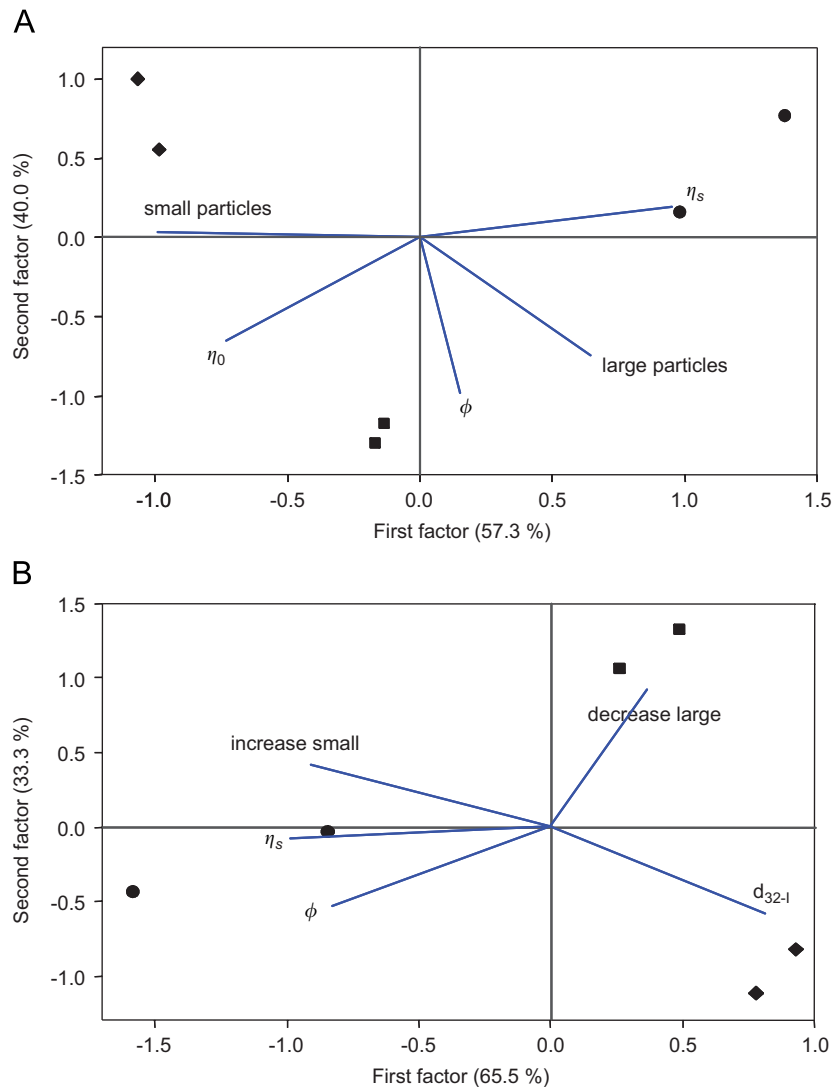 A
1.0
0.5
0.0
-0.5
-1.0
-1.5
Second factor (40.0 %)
small particles
η₀
ηₛ
large particles
ϕ
-1.0 -0.5 0.0 0.5 1.0 1.5
First factor (57.3 %)
B
1.5
1.0
0.5
0.0
-0.5
-1.0
Second factor (33.3 %)
decrease large
increase small
ηₛ
ϕ
d32-I
-1.5 -1.0 -0.5 0.0 0.5 1.0
First factor (65.5 %)